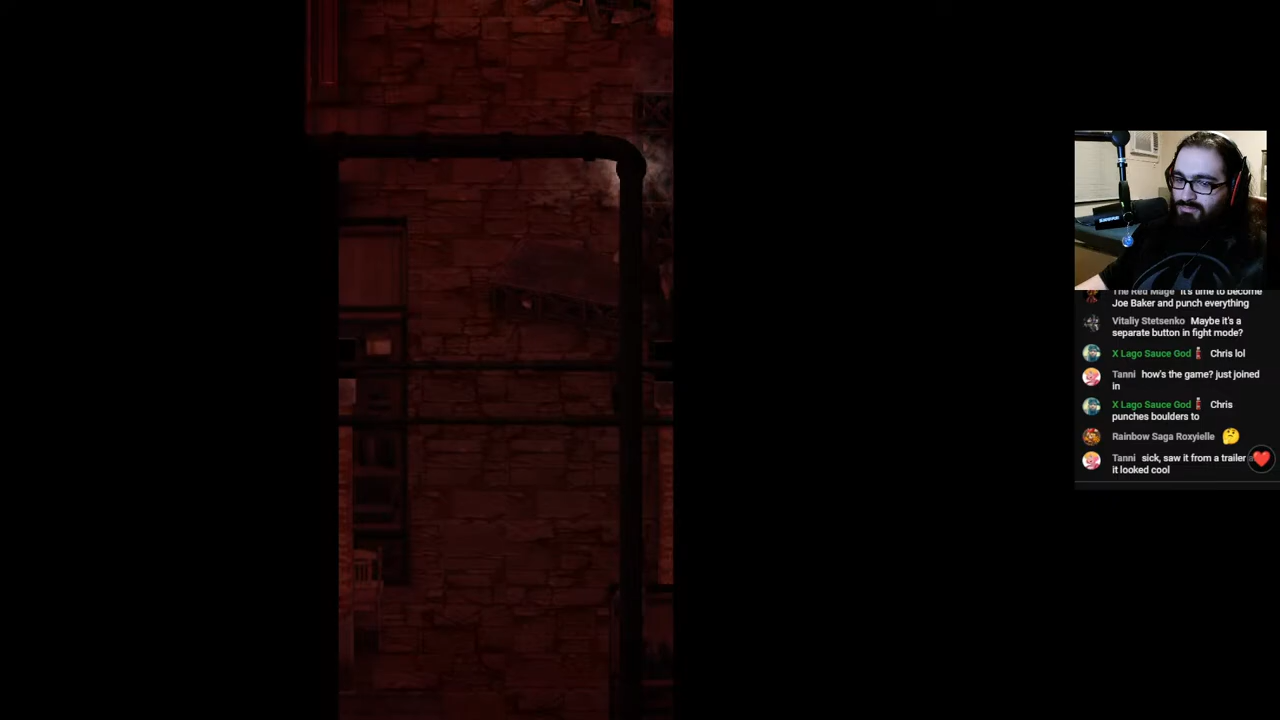 The Red Mage It's time to become
Joe Baker and punch everything
Vitaliy Stetsenko Maybe it's a
separate button in fight mode?
X Lago Sauce God Chris lol
Tanni how's the game? just joined
in
X Lago Sauce God Chris
punches boulders to
Rainbow Saga Roxyielle 🤔
Tanni sick, saw it from a trailer
it looked cool